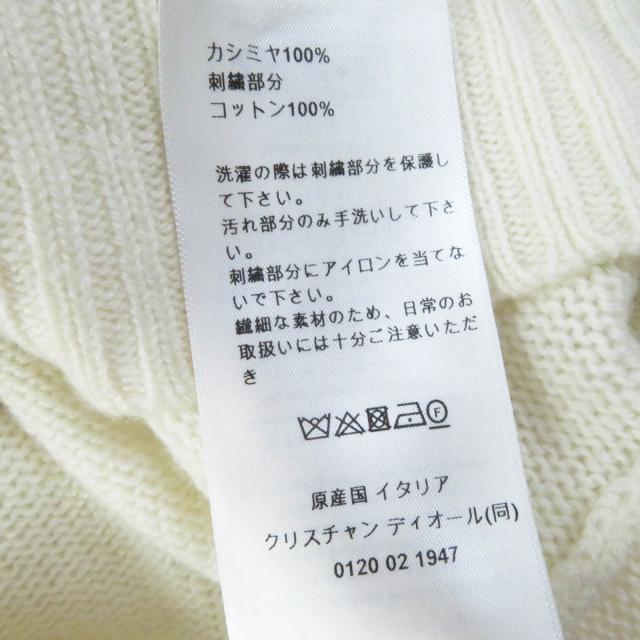 カシミヤ100%
刺繍部分
コットン100%
洗濯の際は刺繍部分を保護し
て下さい。
汚れ部分のみ手洗いして下さ
い。
刺繍部分にアイロンを当てな
いで下さい。
繊細な素材のため、日常のお
取扱いには十分ご注意いただ
き
F
原産国 イタリア
クリスチャン ディオール(同)
0120 02 1947